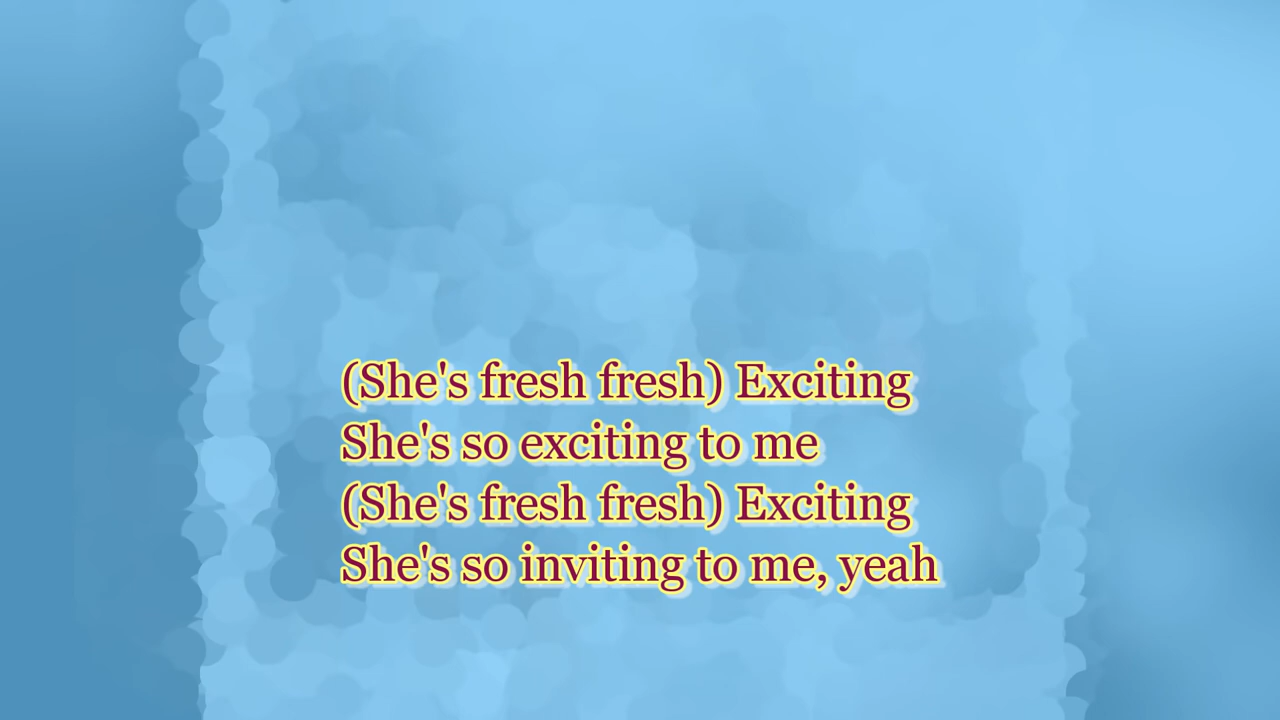 (She's fresh fresh) Exciting
She's so exciting to me
(She's fresh fresh) Exciting
She's so inviting to me, yeah